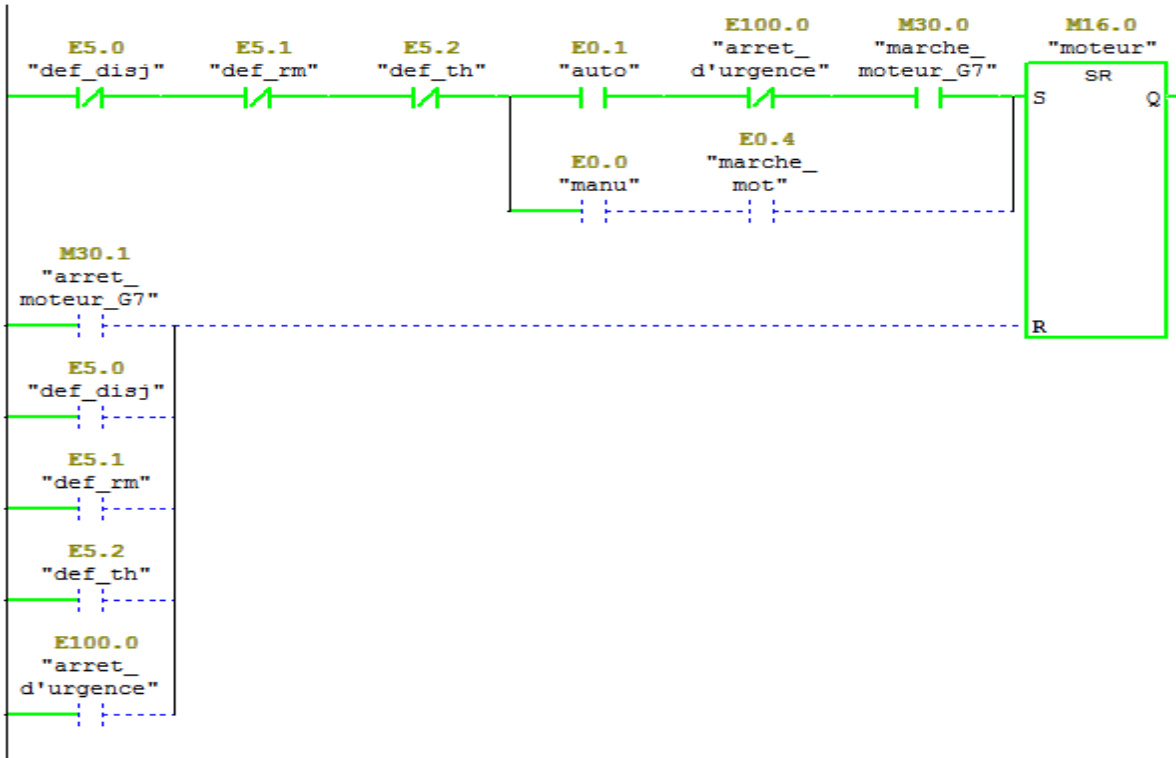 E5.0
"def_disj"
E5.1
"def_rm"
E5.2
"def_th"
E0.1
"auto"
E100.0
"arret_
d'urgence"
M30.0
"marche_
moteur_G7"
M16.0
"moteur"
SR
S
Q
E0.0
"manu"
E0.4
"marche_
mot"
M30.1
"arret_
moteur_G7"
R
E5.0
"def_disj"
E5.1
"def_rm"
E5.2
"def_th"
E100.0
"arret_
d'urgence"